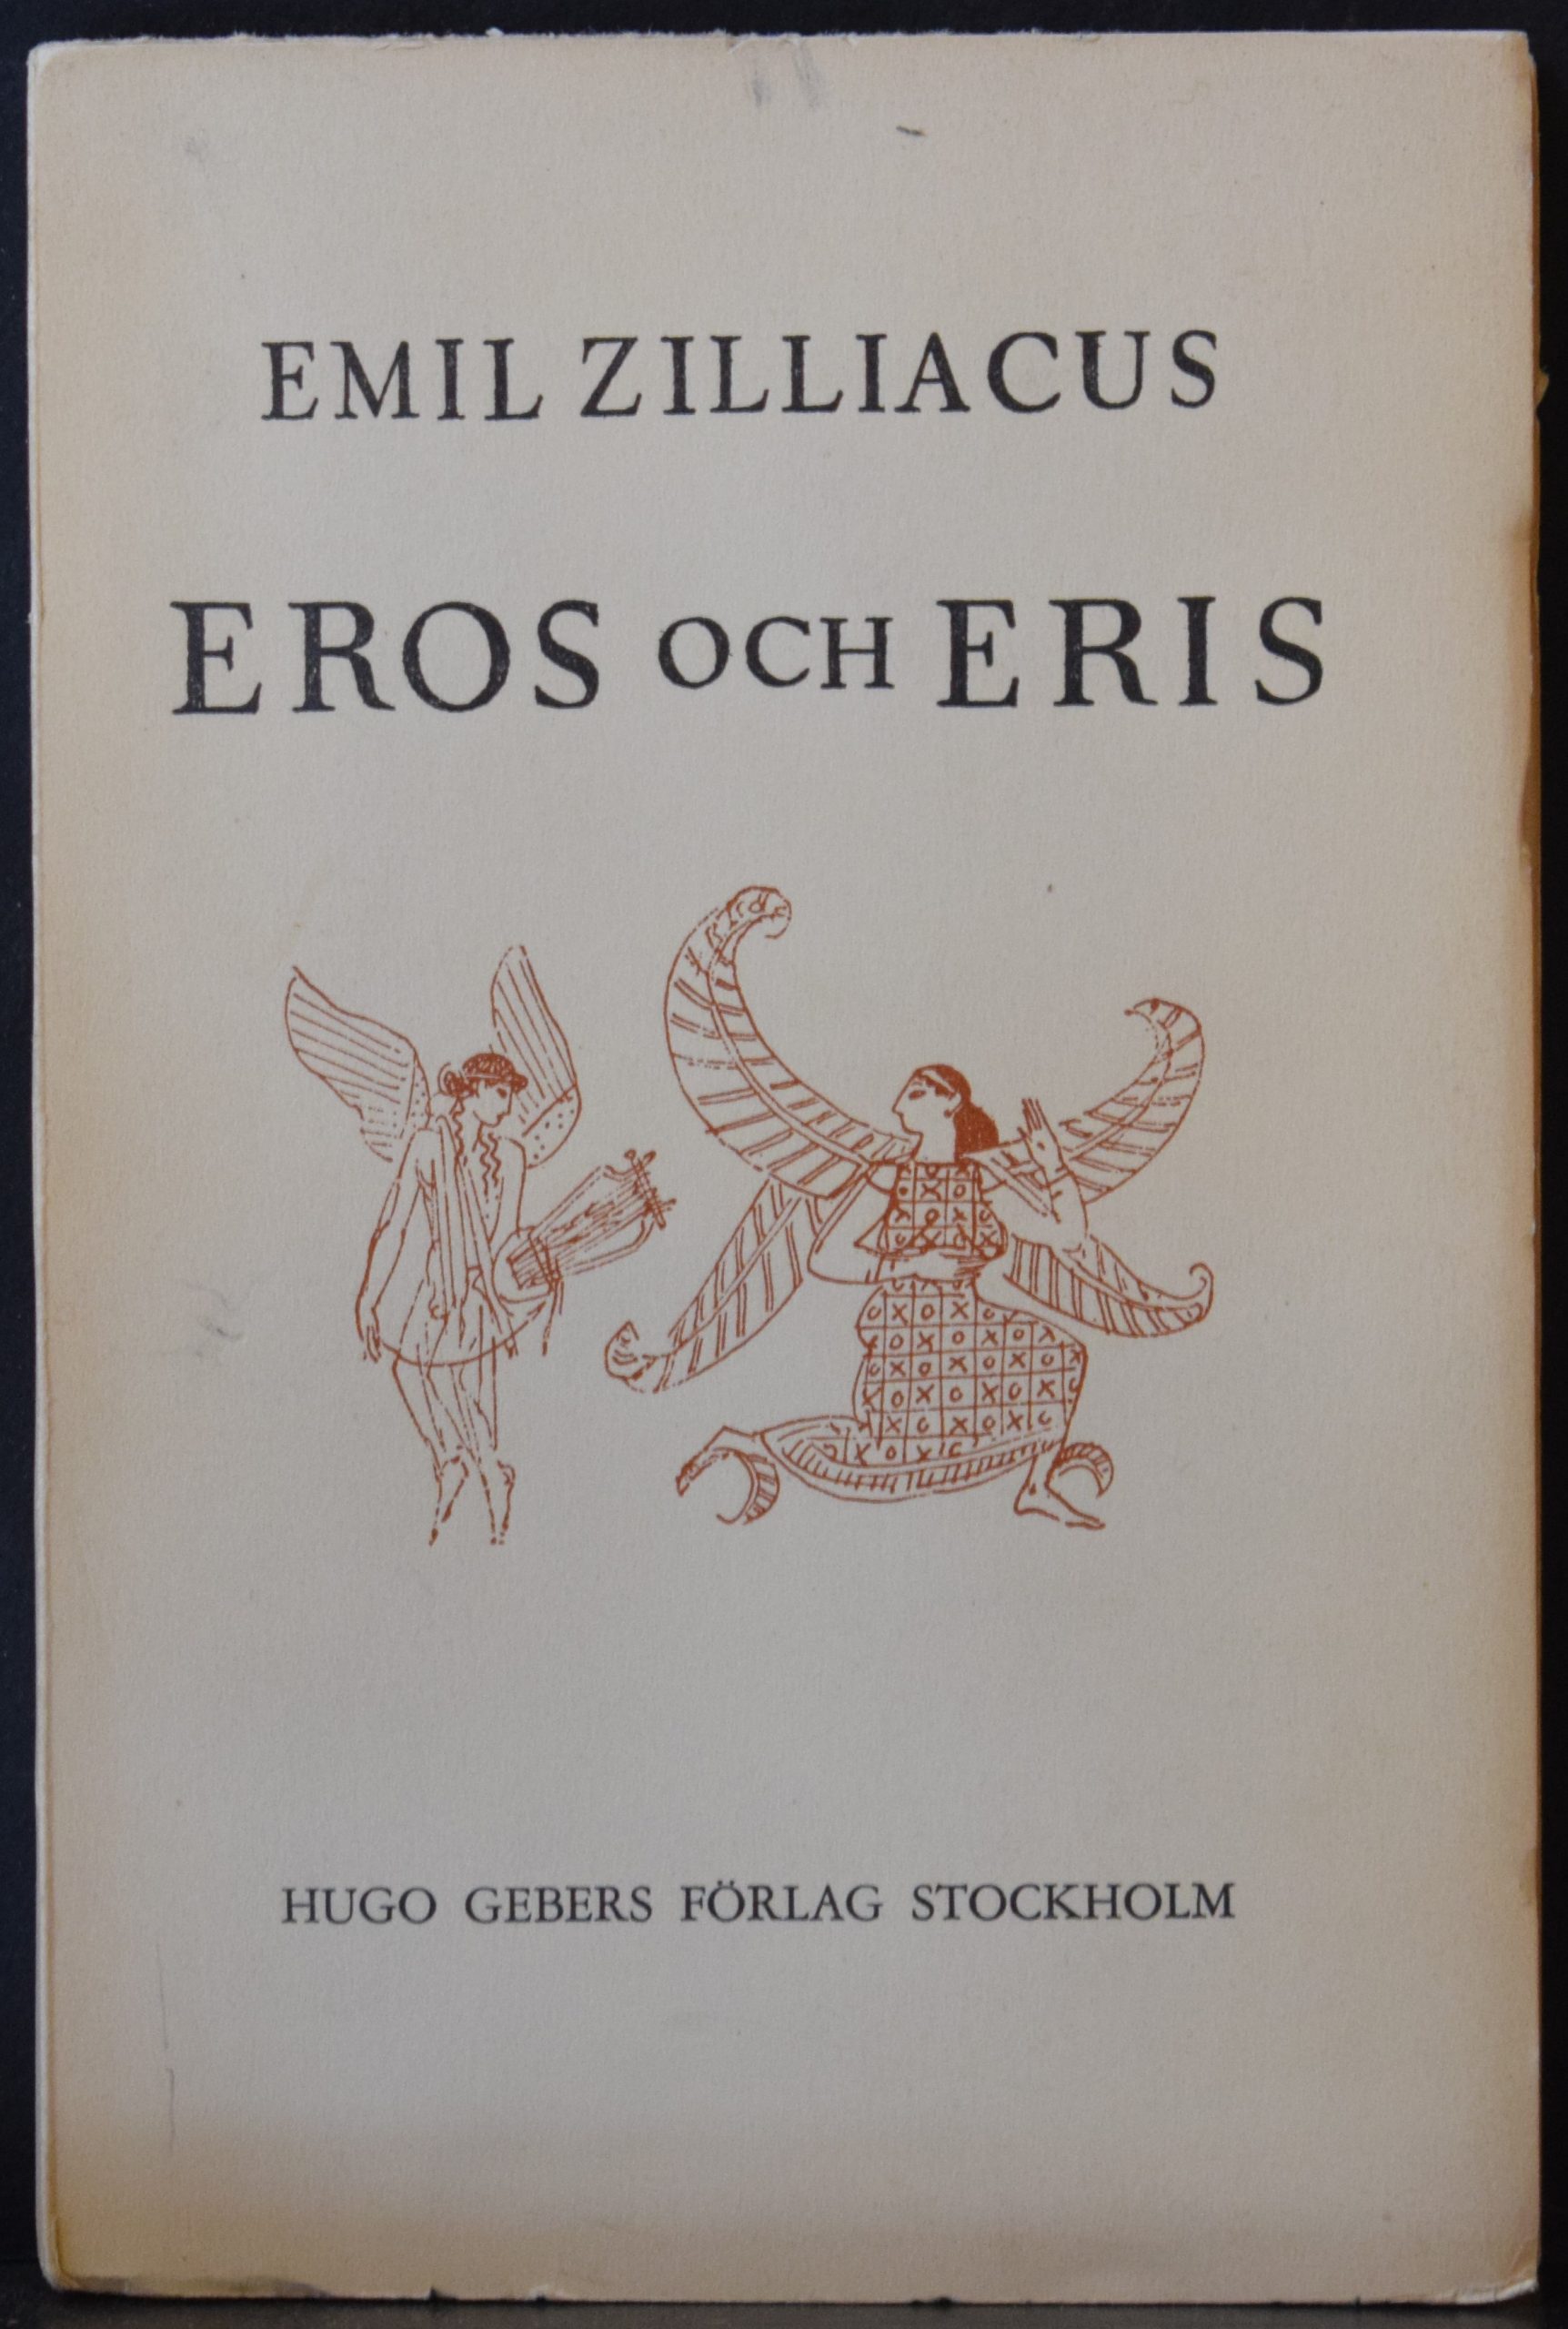 EMIL ZILLIACUS
EROS OCH ERIS
HUGO GEBERS FÖRLAG STOCKHOLM